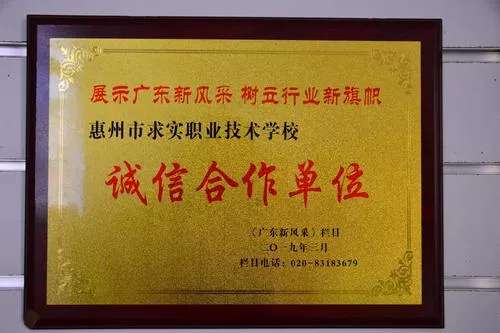 展示广东新风采 树立行业新旗帜
惠州市求实职业技术学校
诚信合作单位
《广东新风采》栏目
二〇一九年三月
栏目电话：020-83183679